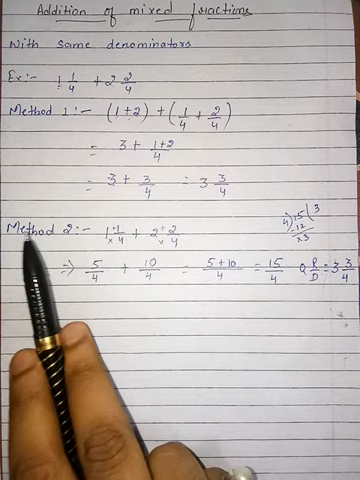 Addition of mixed fractions
With same denominators
Ex:- 1 1/4 + 2 2/4
Method 1:- (1+2) + (1/4 + 2/4)
= 3 + 1+2/4
= 3 + 3/4 = 3 3/4
Method 2:- 1 + 1/× 4 + 2 + 2/× 4
4) 15 ( 3
12
×3
=> 5/4 + 10/4 = 5+10/4 = 15/4 Q R/D = 3 3/4